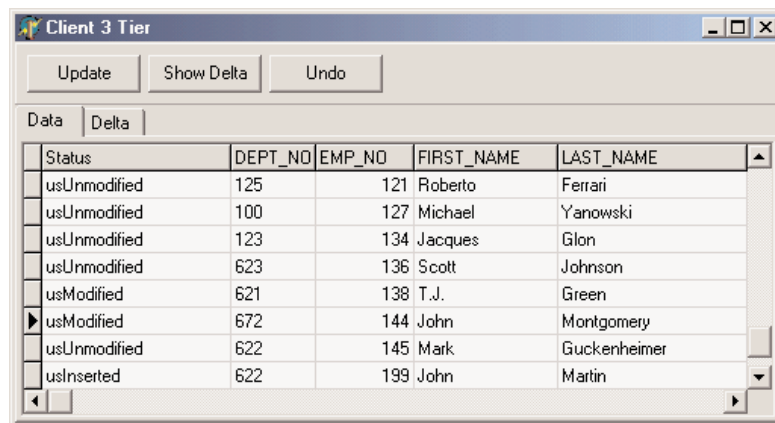 Client 3 Tier
Update Show Delta Undo
Data Delta
Status DEPT_NO EMP_NO FIRST_NAME LAST_NAME
usUnmodified 125 121 Roberto Ferrari
usUnmodified 100 127 Michael Yanowski
usUnmodified 123 134 Jacques Glon
usUnmodified 623 136 Scott Johnson
usModified 621 138 T.J. Green
usModified 672 144 John Montgomery
usUnmodified 622 145 Mark Guckenheimer
usInserted 622 199 John Martin